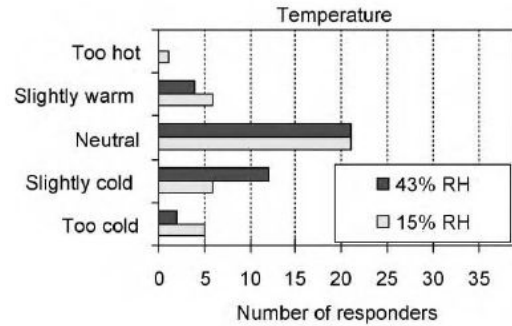 Temperature
Too hot
Slightly warm
Neutral
Slightly cold
Too cold
43% RH
15% RH
0 5 10 15 20 25 30 35
Number of responders